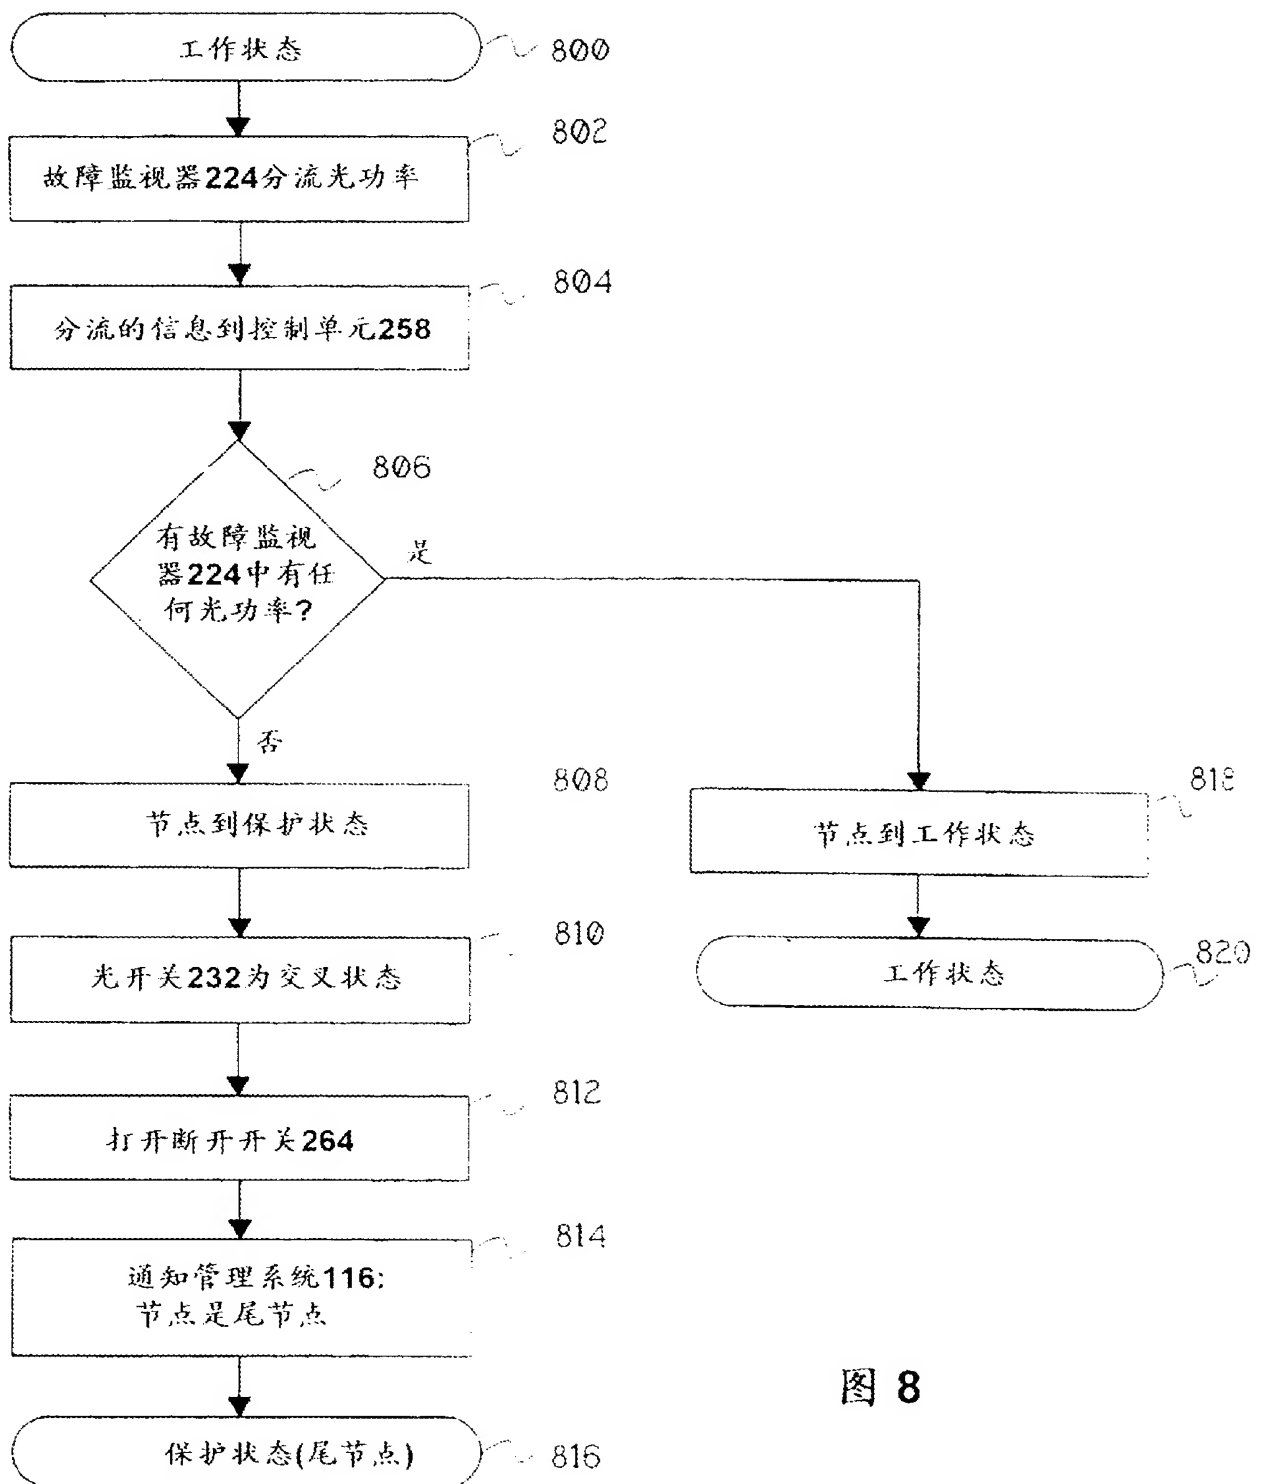 工作状态
800
802
故障监视器224分流光功率
804
分流的信息到控制单元258
806
有故障监视
器224中有任
何光功率?
是
否
808
节点到保护状态
818
节点到工作状态
810
光开关232为交叉状态
820
工作状态
812
打开断开开关264
814
通知管理系统116:
节点是尾节点
816
保护状态(尾节点)
图 8